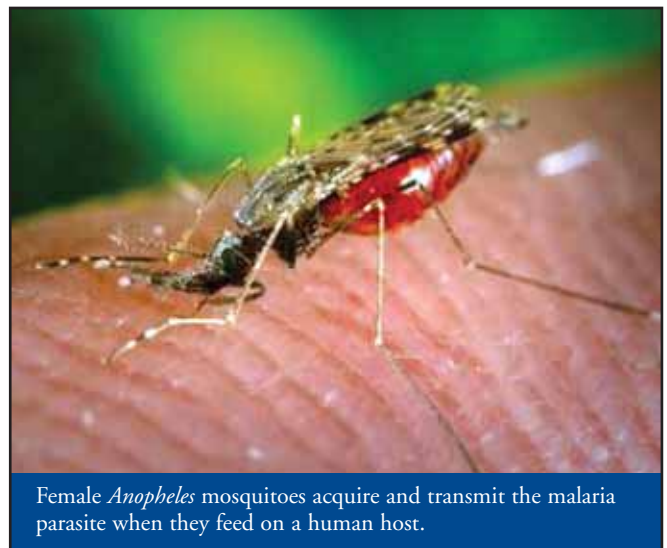 Female Anopheles mosquitoes acquire and transmit the malaria
parasite when they feed on a human host.